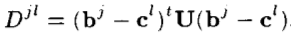 D^{jl} = (b^j − c^l)^t U(b^j − c^l).